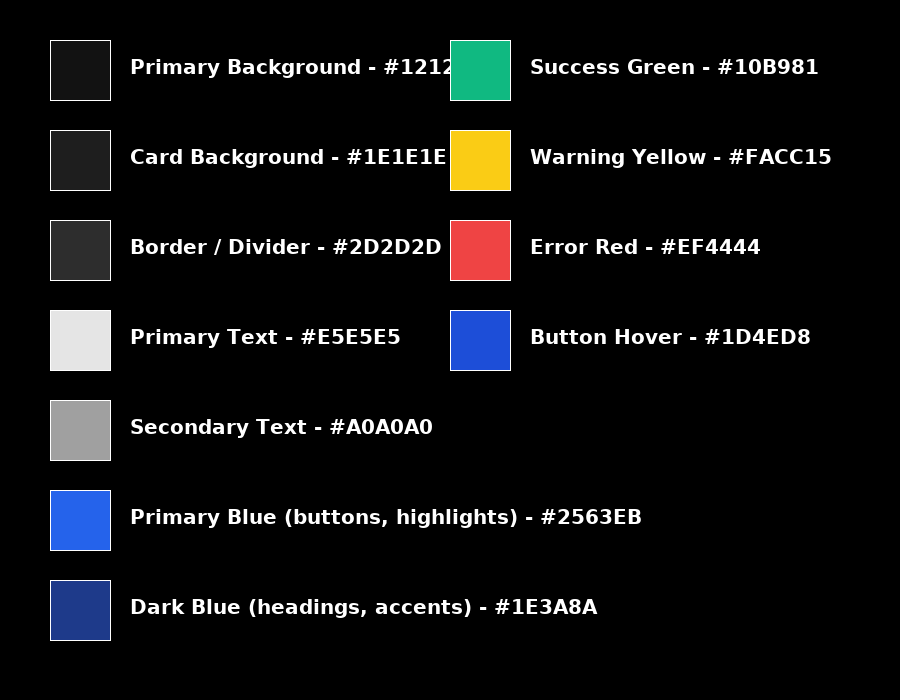 Primary Background - #1212
Card Background - #1E1E1E
Border / Divider - #2D2D2D
Primary Text - #E5E5E5
Secondary Text - #A0A0A0
Primary Blue (buttons, highlights) - #2563EB
Dark Blue (headings, accents) - #1E3A8A
Success Green - #10B981
Warning Yellow - #FACC15
Error Red - #EF4444
Button Hover - #1D4ED8